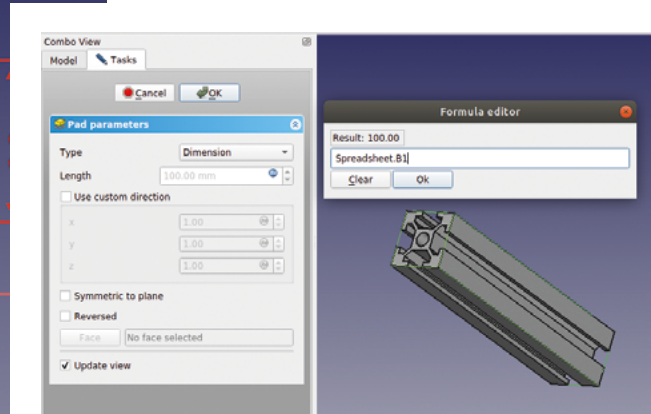 Combo View
Model
Tasks
Cancel
OK
Pad parameters
Type
Dimension
Length
100.00 mm
Use custom direction
x
1.00
y
1.00
z
1.00
Symmetric to plane
Reversed
Face
No face selected
Update view
Formula editor
Result: 100.00
Spreadsheet.B1
Clear
Ok